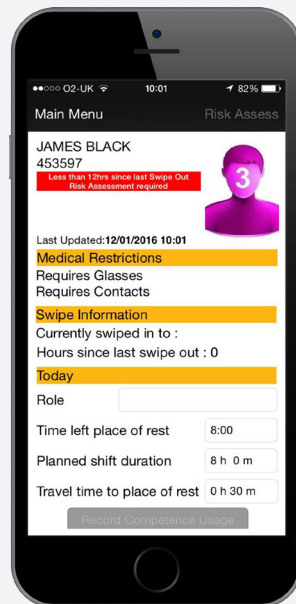 ●●○○○ O2-UK 10:01 82%
Main Menu Risk Assess
JAMES BLACK
453597
Less than 12hrs since last Swipe Out
Risk Assessment required
3
Last Updated:12/01/2016 10:01
Medical Restrictions
Requires Glasses
Requires Contacts
Swipe Information
Currently swiped in to :
Hours since last swipe out : 0
Today
Role
Time left place of rest 8:00
Planned shift duration 8 h 0 m
Travel time to place of rest 0 h 30 m
Record Competence Usage